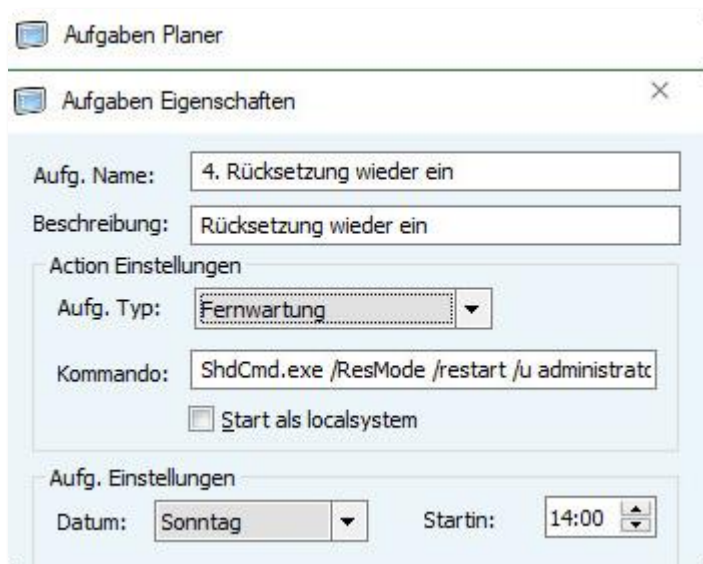 Aufgaben Planer
Aufgaben Eigenschaften
Aufg. Name: 4. Rücksetzung wieder ein
Beschreibung: Rücksetzung wieder ein
Action Einstellungen
Aufg. Typ: Fernwartung
Kommando: ShdCmd.exe /ResMode /restart /u administrato
Start als localsystem
Aufg. Einstellungen
Datum: Sonntag Startin: 14:00